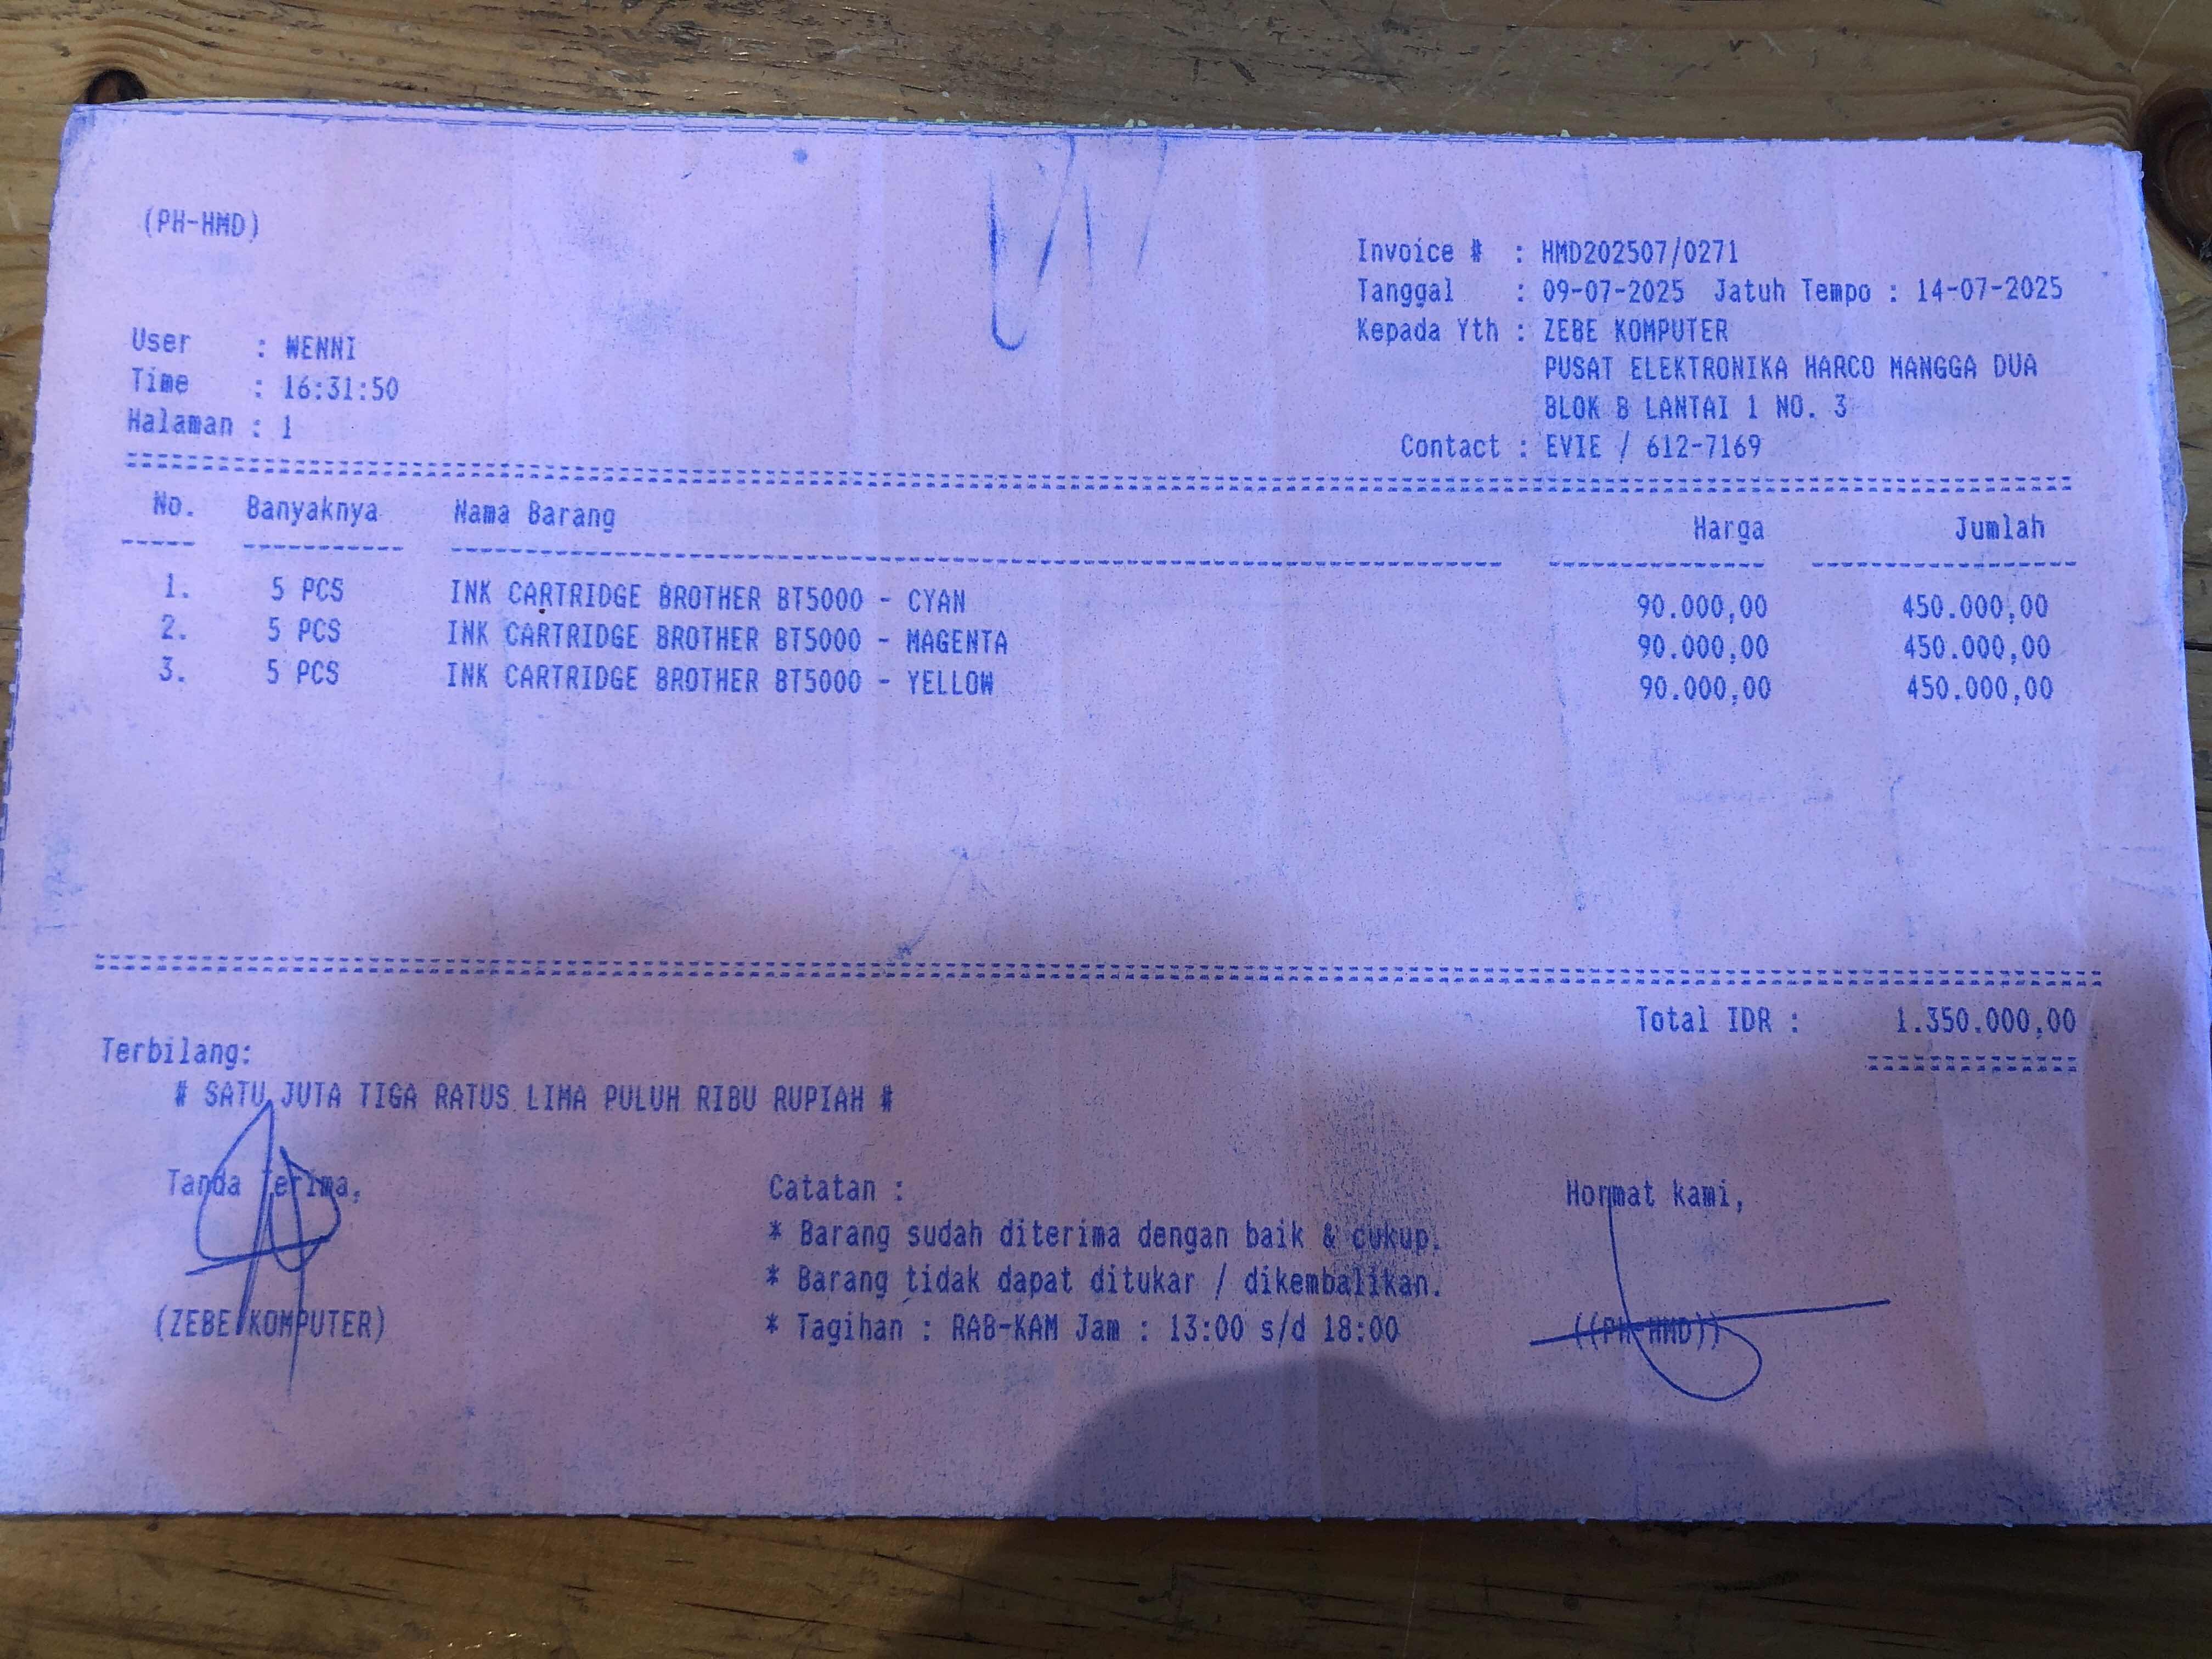 (PH-HMD)
Invoice # : HMD202507/0271
Tanggal : 09-07-2025 Jatuh Tempo : 14-07-2025
Kepada Yth : ZEBE KOMPUTER
PUSAT ELEKTRONIKA HARCO MANGGA DUA
BLOK B LANTAI 1 NO. 3
Contact : EVIE / 612-7169
User : WENNI
Time : 16:31:50
Halaman : 1
No. Banyaknya Nama Barang Harga Jumlah
1. 5 PCS INK CARTRIDGE BROTHER BT5000 - CYAN 90.000,00 450.000,00
2. 5 PCS INK CARTRIDGE BROTHER BT5000 - MAGENTA 90.000,00 450.000,00
3. 5 PCS INK CARTRIDGE BROTHER BT5000 - YELLOW 90.000,00 450.000,00
Total IDR : 1.350.000,00
Terbilang:
# SATU JUTA TIGA RATUS LIMA PULUH RIBU RUPIAH #
Tanda Terima,
(ZEBE KOMPUTER)
Catatan :
* Barang sudah diterima dengan baik & cukup.
* Barang tidak dapat ditukar / dikembalikan.
* Tagihan : RAB-KAM Jam : 13:00 s/d 18:00
Hormat kami,
((PH-HMD))